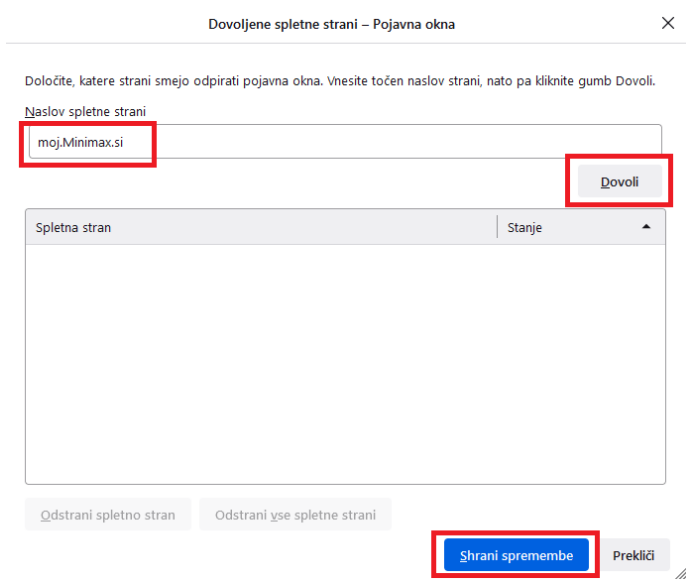 Dovoljene spletne strani – Pojavna okna
Določite, katere strani smejo odpirati pojavna okna. Vnesite točen naslov strani, nato pa kliknite gumb Dovoli.
Naslov spletne strani
moj.Minimax.si
Dovoli
Spletna stran Stanje
Odstrani spletno stran Odstrani vse spletne strani
Shrani spremembe Prekliči